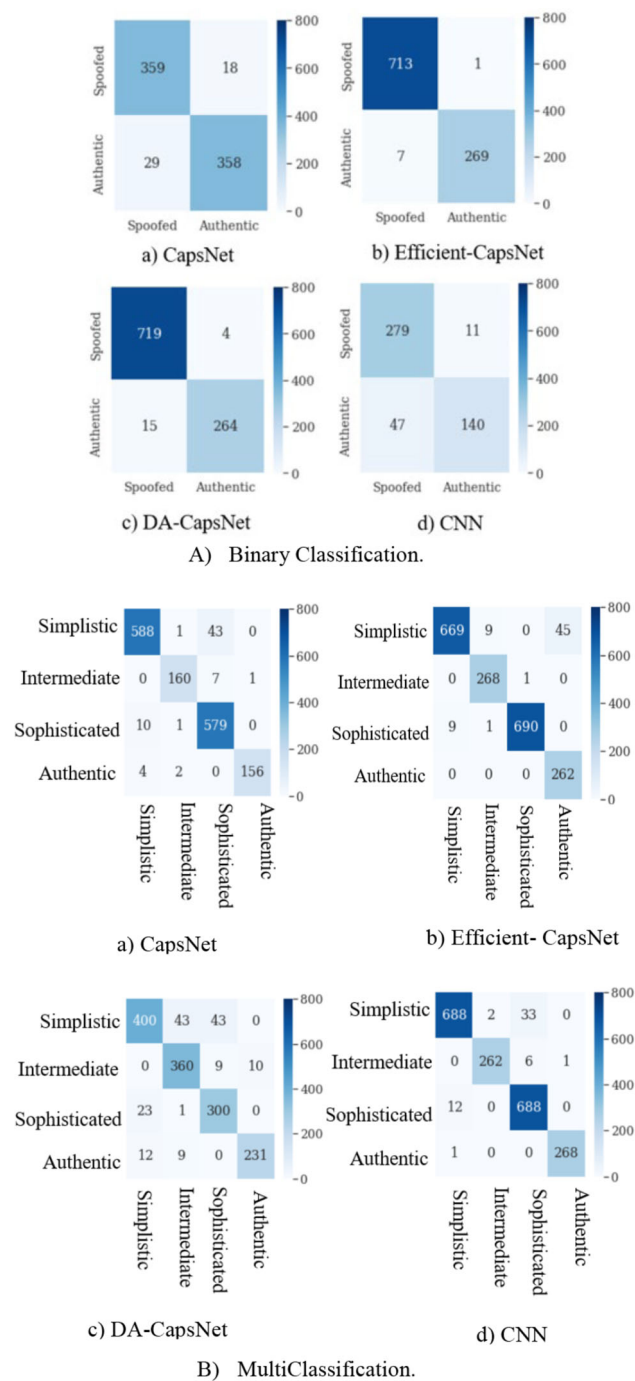 800
Spoofed 359 18
600
400
Authentic 29 358
200
0
Spoofed Authentic
a) CapsNet
800
Spoofed 713 1
600
400
Authentic 7 269
200
0
Spoofed Authentic
b) Efficient-CapsNet
800
Spoofed 719 4
600
400
Authentic 15 264
200
0
Spoofed Authentic
c) DA-CapsNet
800
Spoofed 279 11
600
400
Authentic 47 140
200
0
Spoofed Authentic
d) CNN
A) Binary Classification.
800
Simplistic 588 1 43 0
600
Intermediate 0 160 7 1
400
Sophisticated 10 1 579 0
200
Authentic 4 2 0 156
0
Simplistic Intermediate Sophisticated Authentic
a) CapsNet
800
Simplistic 669 9 0 45
600
Intermediate 0 268 1 0
400
Sophisticated 9 1 690 0
200
Authentic 0 0 0 262
0
Simplistic Intermediate Sophisticated Authentic
b) Efficient- CapsNet
800
Simplistic 400 43 43 0
600
Intermediate 0 360 9 10
400
Sophisticated 23 1 300 0
200
Authentic 12 9 0 231
0
Simplistic Intermediate Sophisticated Authentic
c) DA-CapsNet
800
Simplistic 688 2 33 0
600
Intermediate 0 262 6 1
400
Sophisticated 12 0 688 0
200
Authentic 1 0 0 268
0
Simplistic Intermediate Sophisticated Authentic
d) CNN
B) MultiClassification.